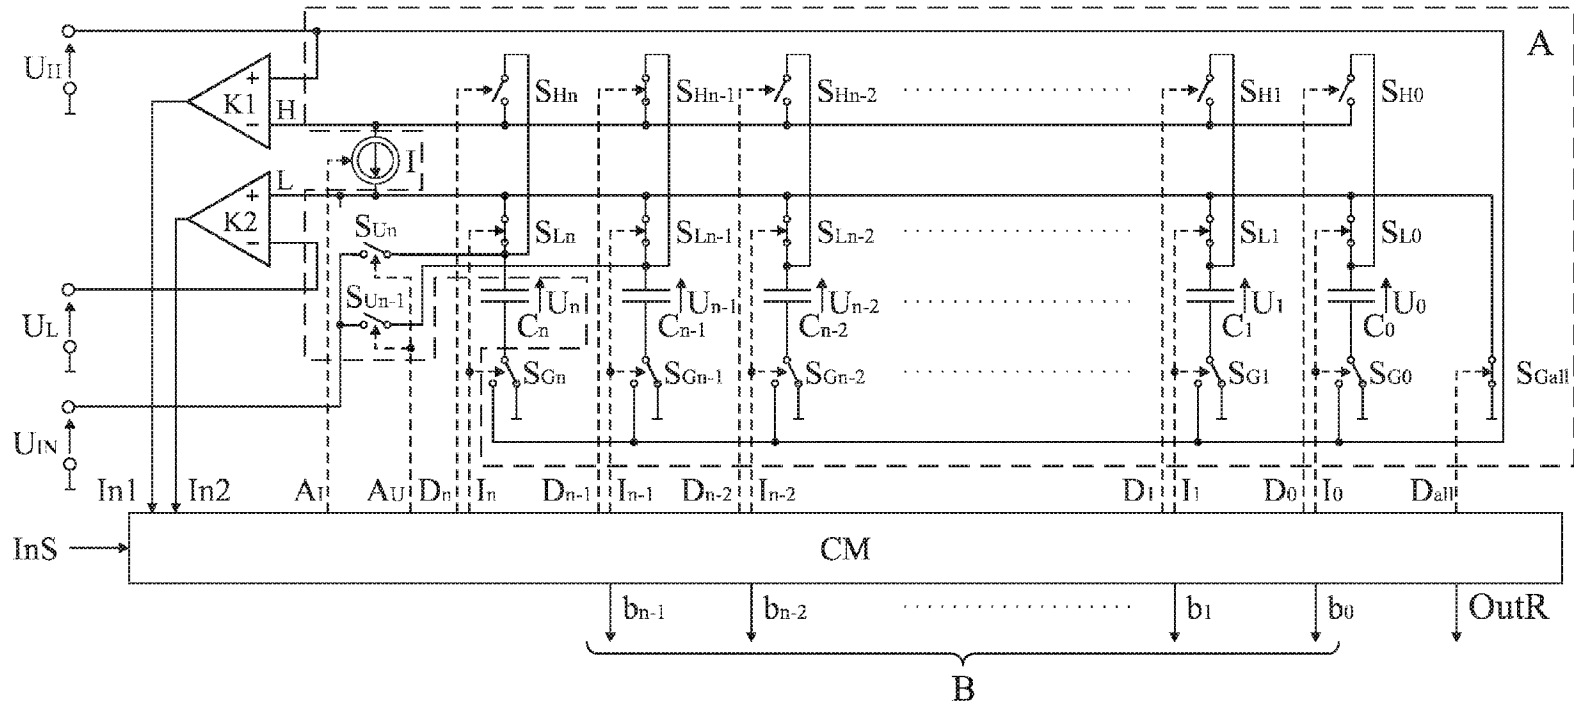 A
UH
K1
+
−
H
SHn
SHn-1
SHn-2
SH1
SH0
I
L
K2
+
−
SUn
SLn
SLn-1
SLn-2
SL1
SL0
SUn-1
UL
Un
Un-1
Un-2
U1
U0
Cn
Cn-1
Cn-2
C1
C0
SGn
SGn-1
SGn-2
SG1
SG0
SGall
UIN
In1 In2 AI AU Dn In Dn-1 In-1 Dn-2 In-2 D1 I1 D0 I0 Dall
InS
CM
bn-1 bn-2 b1 b0 OutR
B